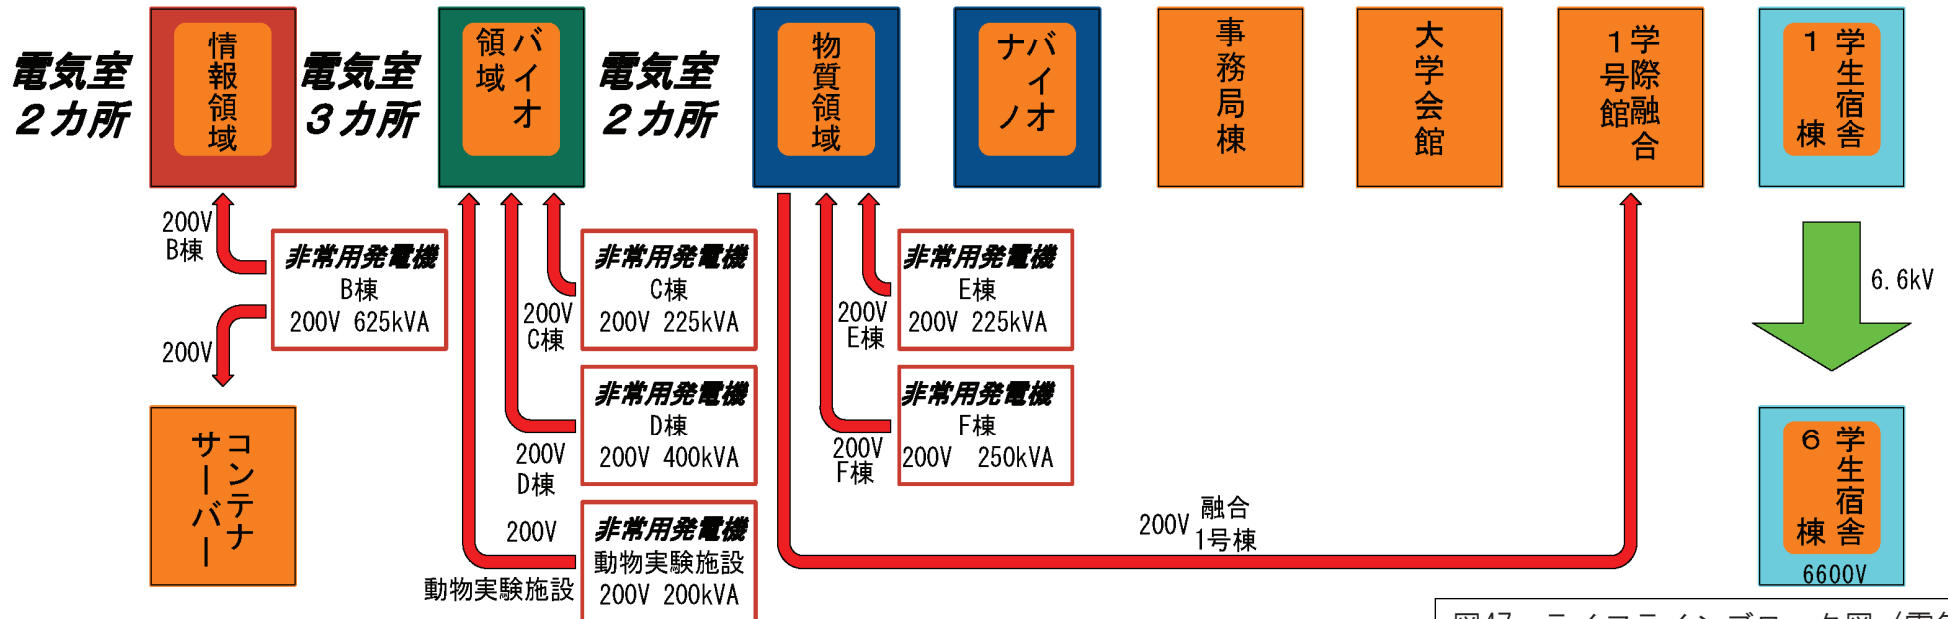 電気室
2カ所
情報領域
電気室
3カ所
バイオ
領域
電気室
2カ所
物質領域
バイオ
ナノ
事務局棟
大学会館
学際融合
1号館
学生宿舎
1棟
200V
B棟
非常用発電機
B棟
200V 625kVA
200V
コンテナ
サーバー
200V
C棟
非常用発電機
C棟
200V 225kVA
200V
D棟
非常用発電機
D棟
200V 400kVA
200V
動物実験施設
非常用発電機
動物実験施設
200V 200kVA
200V
E棟
非常用発電機
E棟
200V 225kVA
200V
F棟
非常用発電機
F棟
200V 250kVA
200V 融合
1号棟
6.6kV
学生宿舎
6棟
6600V